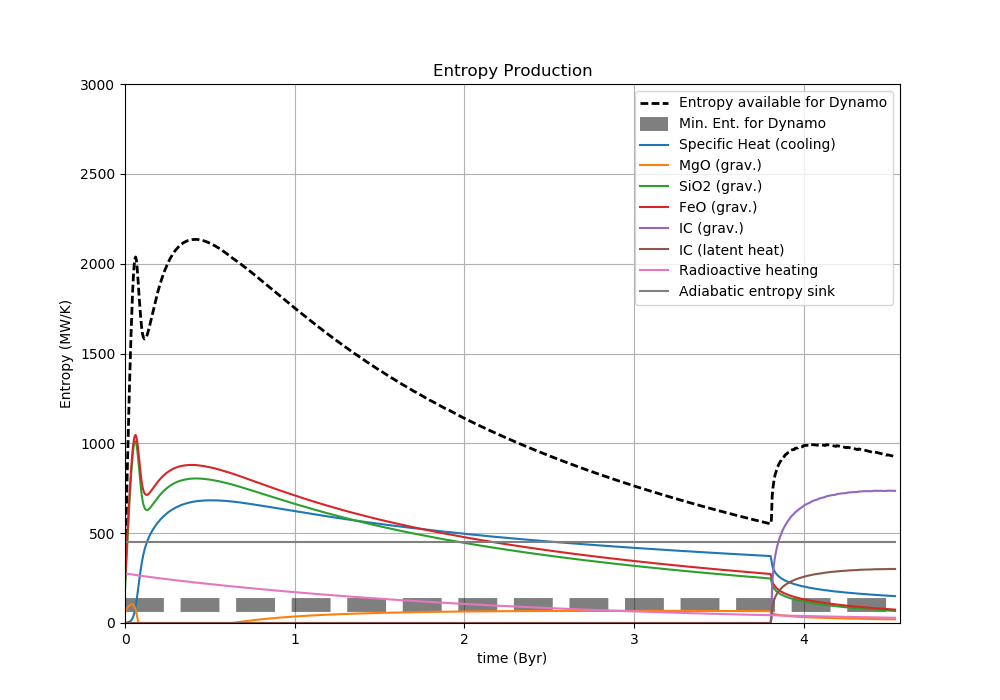 Entropy Production
3000
2500
2000
1500
1000
500
0
Entropy (MW/K)
0 1 2 3 4
time (Byr)
Entropy available for Dynamo
Min. Ent. for Dynamo
Specific Heat (cooling)
MgO (grav.)
SiO2 (grav.)
FeO (grav.)
IC (grav.)
IC (latent heat)
Radioactive heating
Adiabatic entropy sink